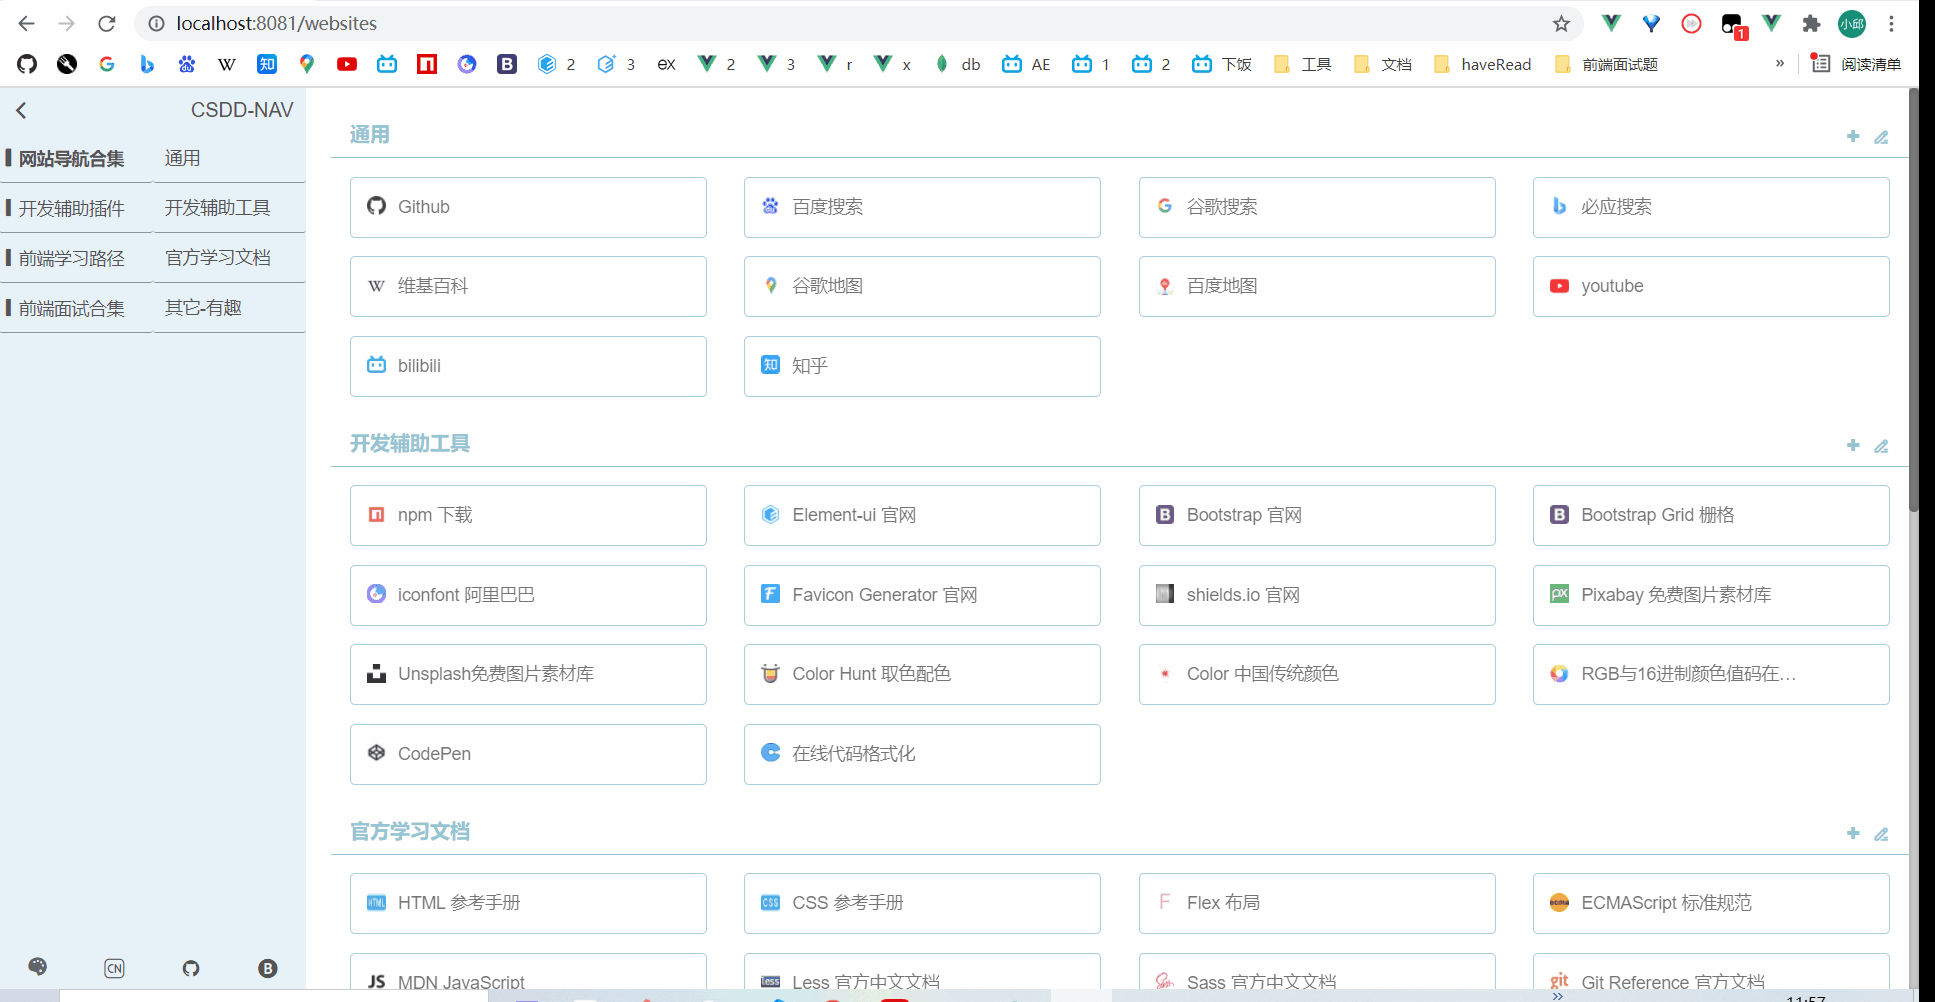 localhost:8081/websites
小邱
1
知
B
2
3
eX
2
3
r
x
db
AE
1
2
下饭
工具
文档
haveRead
前端面试题
»
阅读清单
CSDD-NAV
网站导航合集
通用
开发辅助插件
开发辅助工具
前端学习路径
官方学习文档
前端面试合集
其它-有趣
CN
B
通用
Github
百度搜索
谷歌搜索
必应搜索
维基百科
谷歌地图
百度地图
youtube
bilibili
知乎
开发辅助工具
npm 下载
Element-ui 官网
Bootstrap 官网
Bootstrap Grid 栅格
iconfont 阿里巴巴
Favicon Generator 官网
shields.io 官网
Pixabay 免费图片素材库
Unsplash免费图片素材库
Color Hunt 取色配色
Color 中国传统颜色
RGB与16进制颜色值码在…
CodePen
在线代码格式化
官方学习文档
HTML 参考手册
CSS 参考手册
Flex 布局
ECMAScript 标准规范
MDN JavaScript
Less 官方中文文档
Sass 官方中文文档
Git Reference 官方文档
11:57